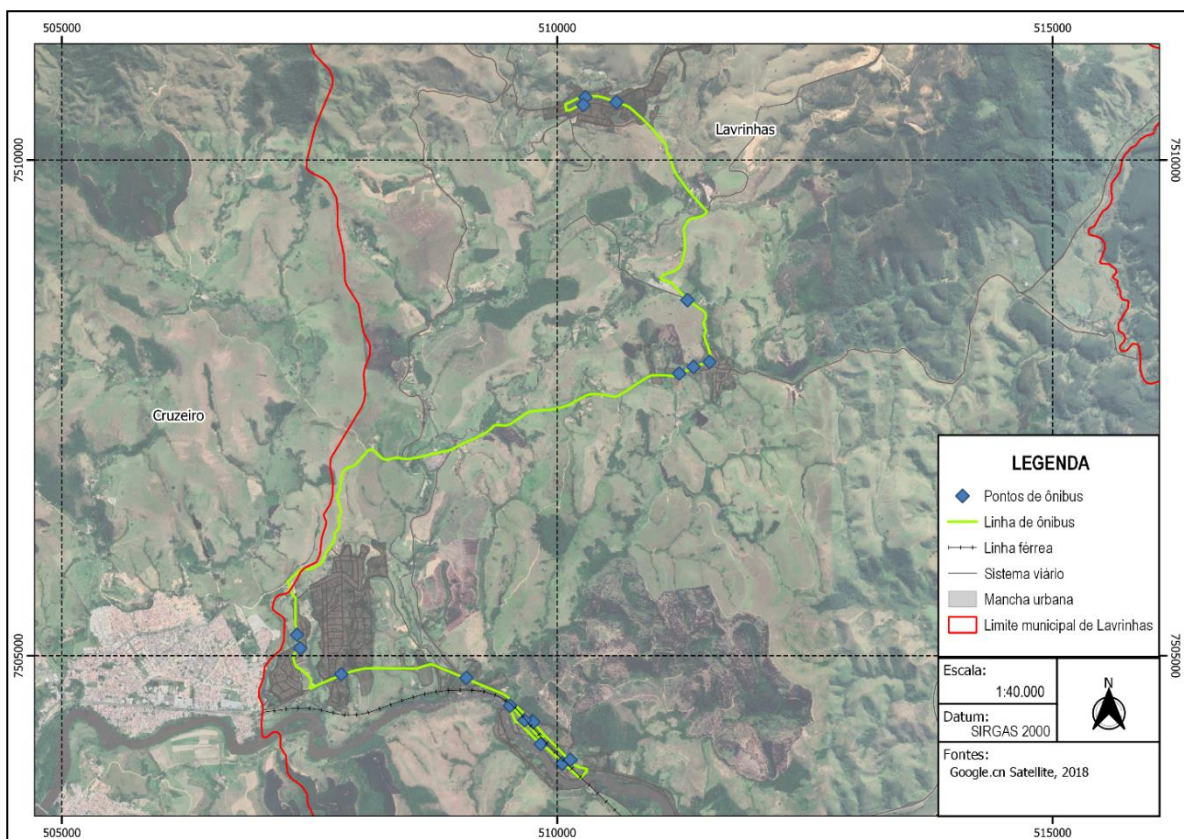 505000
510000
515000
7510000
7510000
Lavrinhas
Cruzeiro
LEGENDA
Pontos de ônibus
Linha de ônibus
Linha férrea
Sistema viário
Mancha urbana
Limite municipal de Lavrinhas
7505000
7505000
Escala:
1:40.000
N
Datum:
SIRGAS 2000
Fontes:
Google.cn Satellite, 2018
505000
510000
515000